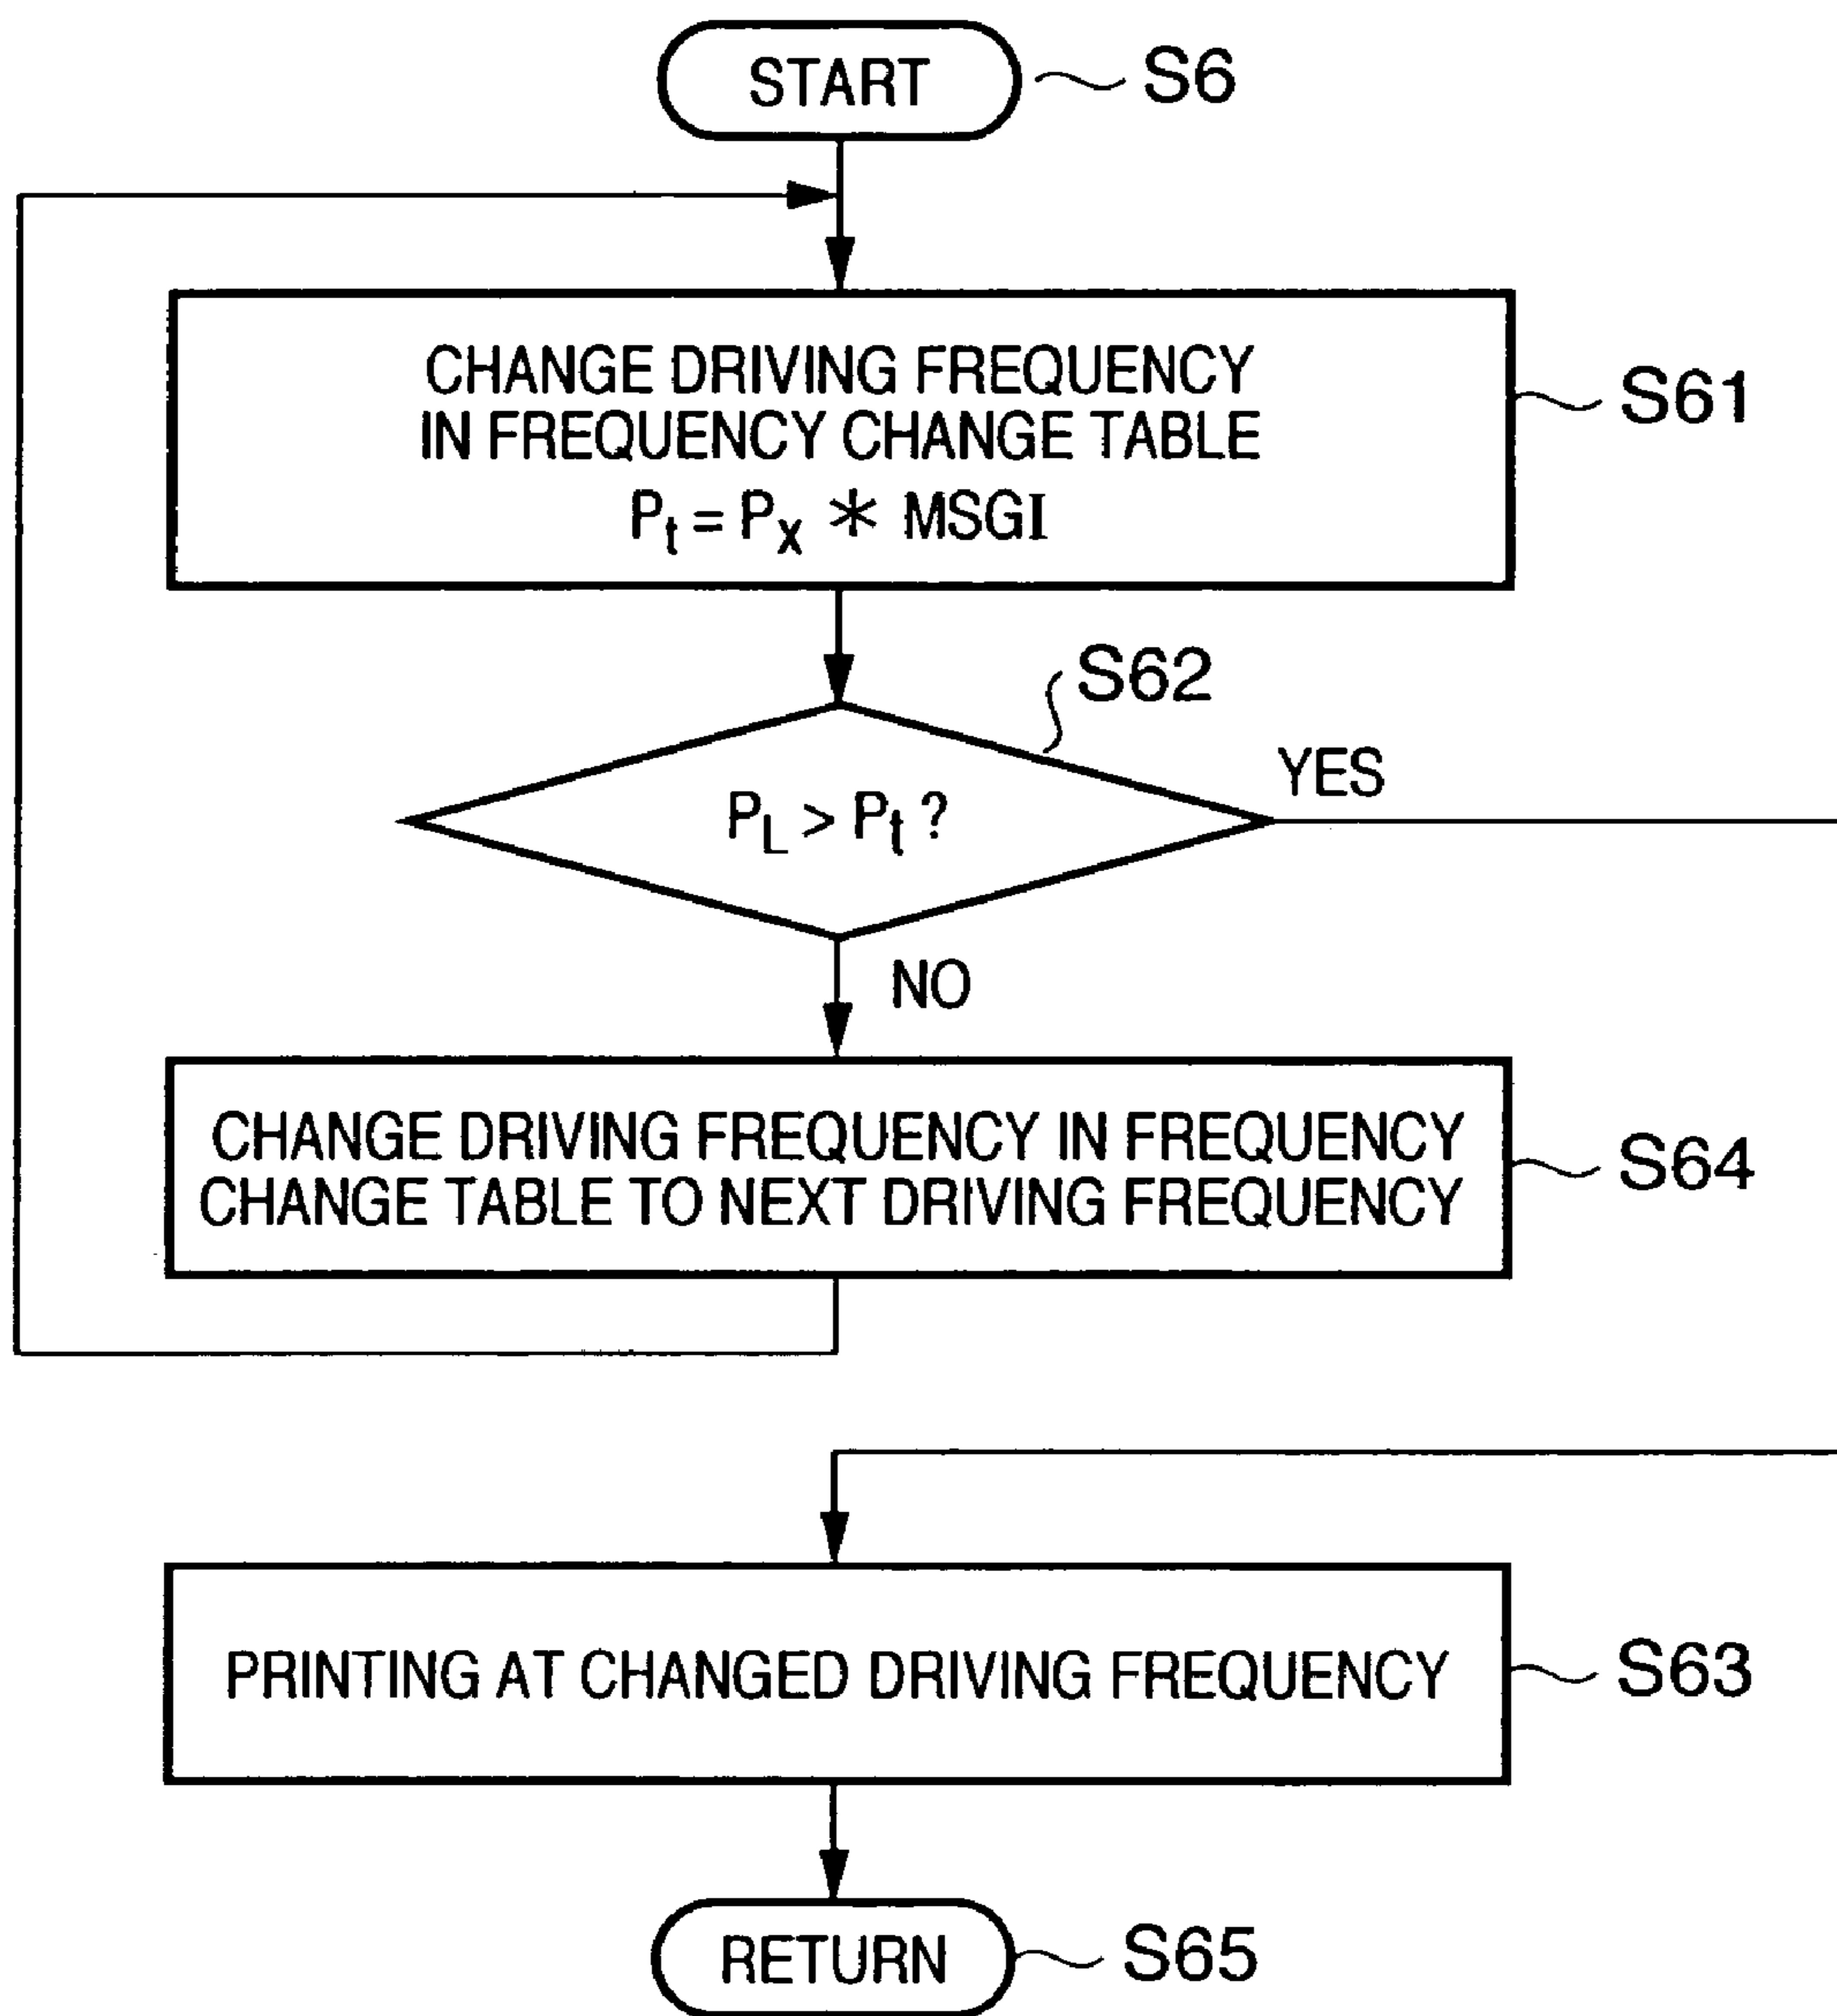 START
S6
CHANGE DRIVING FREQUENCY
IN FREQUENCY CHANGE TABLE
Pt = PX * MSGI
S61
S62
PL > Pt ?
YES
NO
CHANGE DRIVING FREQUENCY IN FREQUENCY
CHANGE TABLE TO NEXT DRIVING FREQUENCY
S64
PRINTING AT CHANGED DRIVING FREQUENCY
S63
RETURN
S65